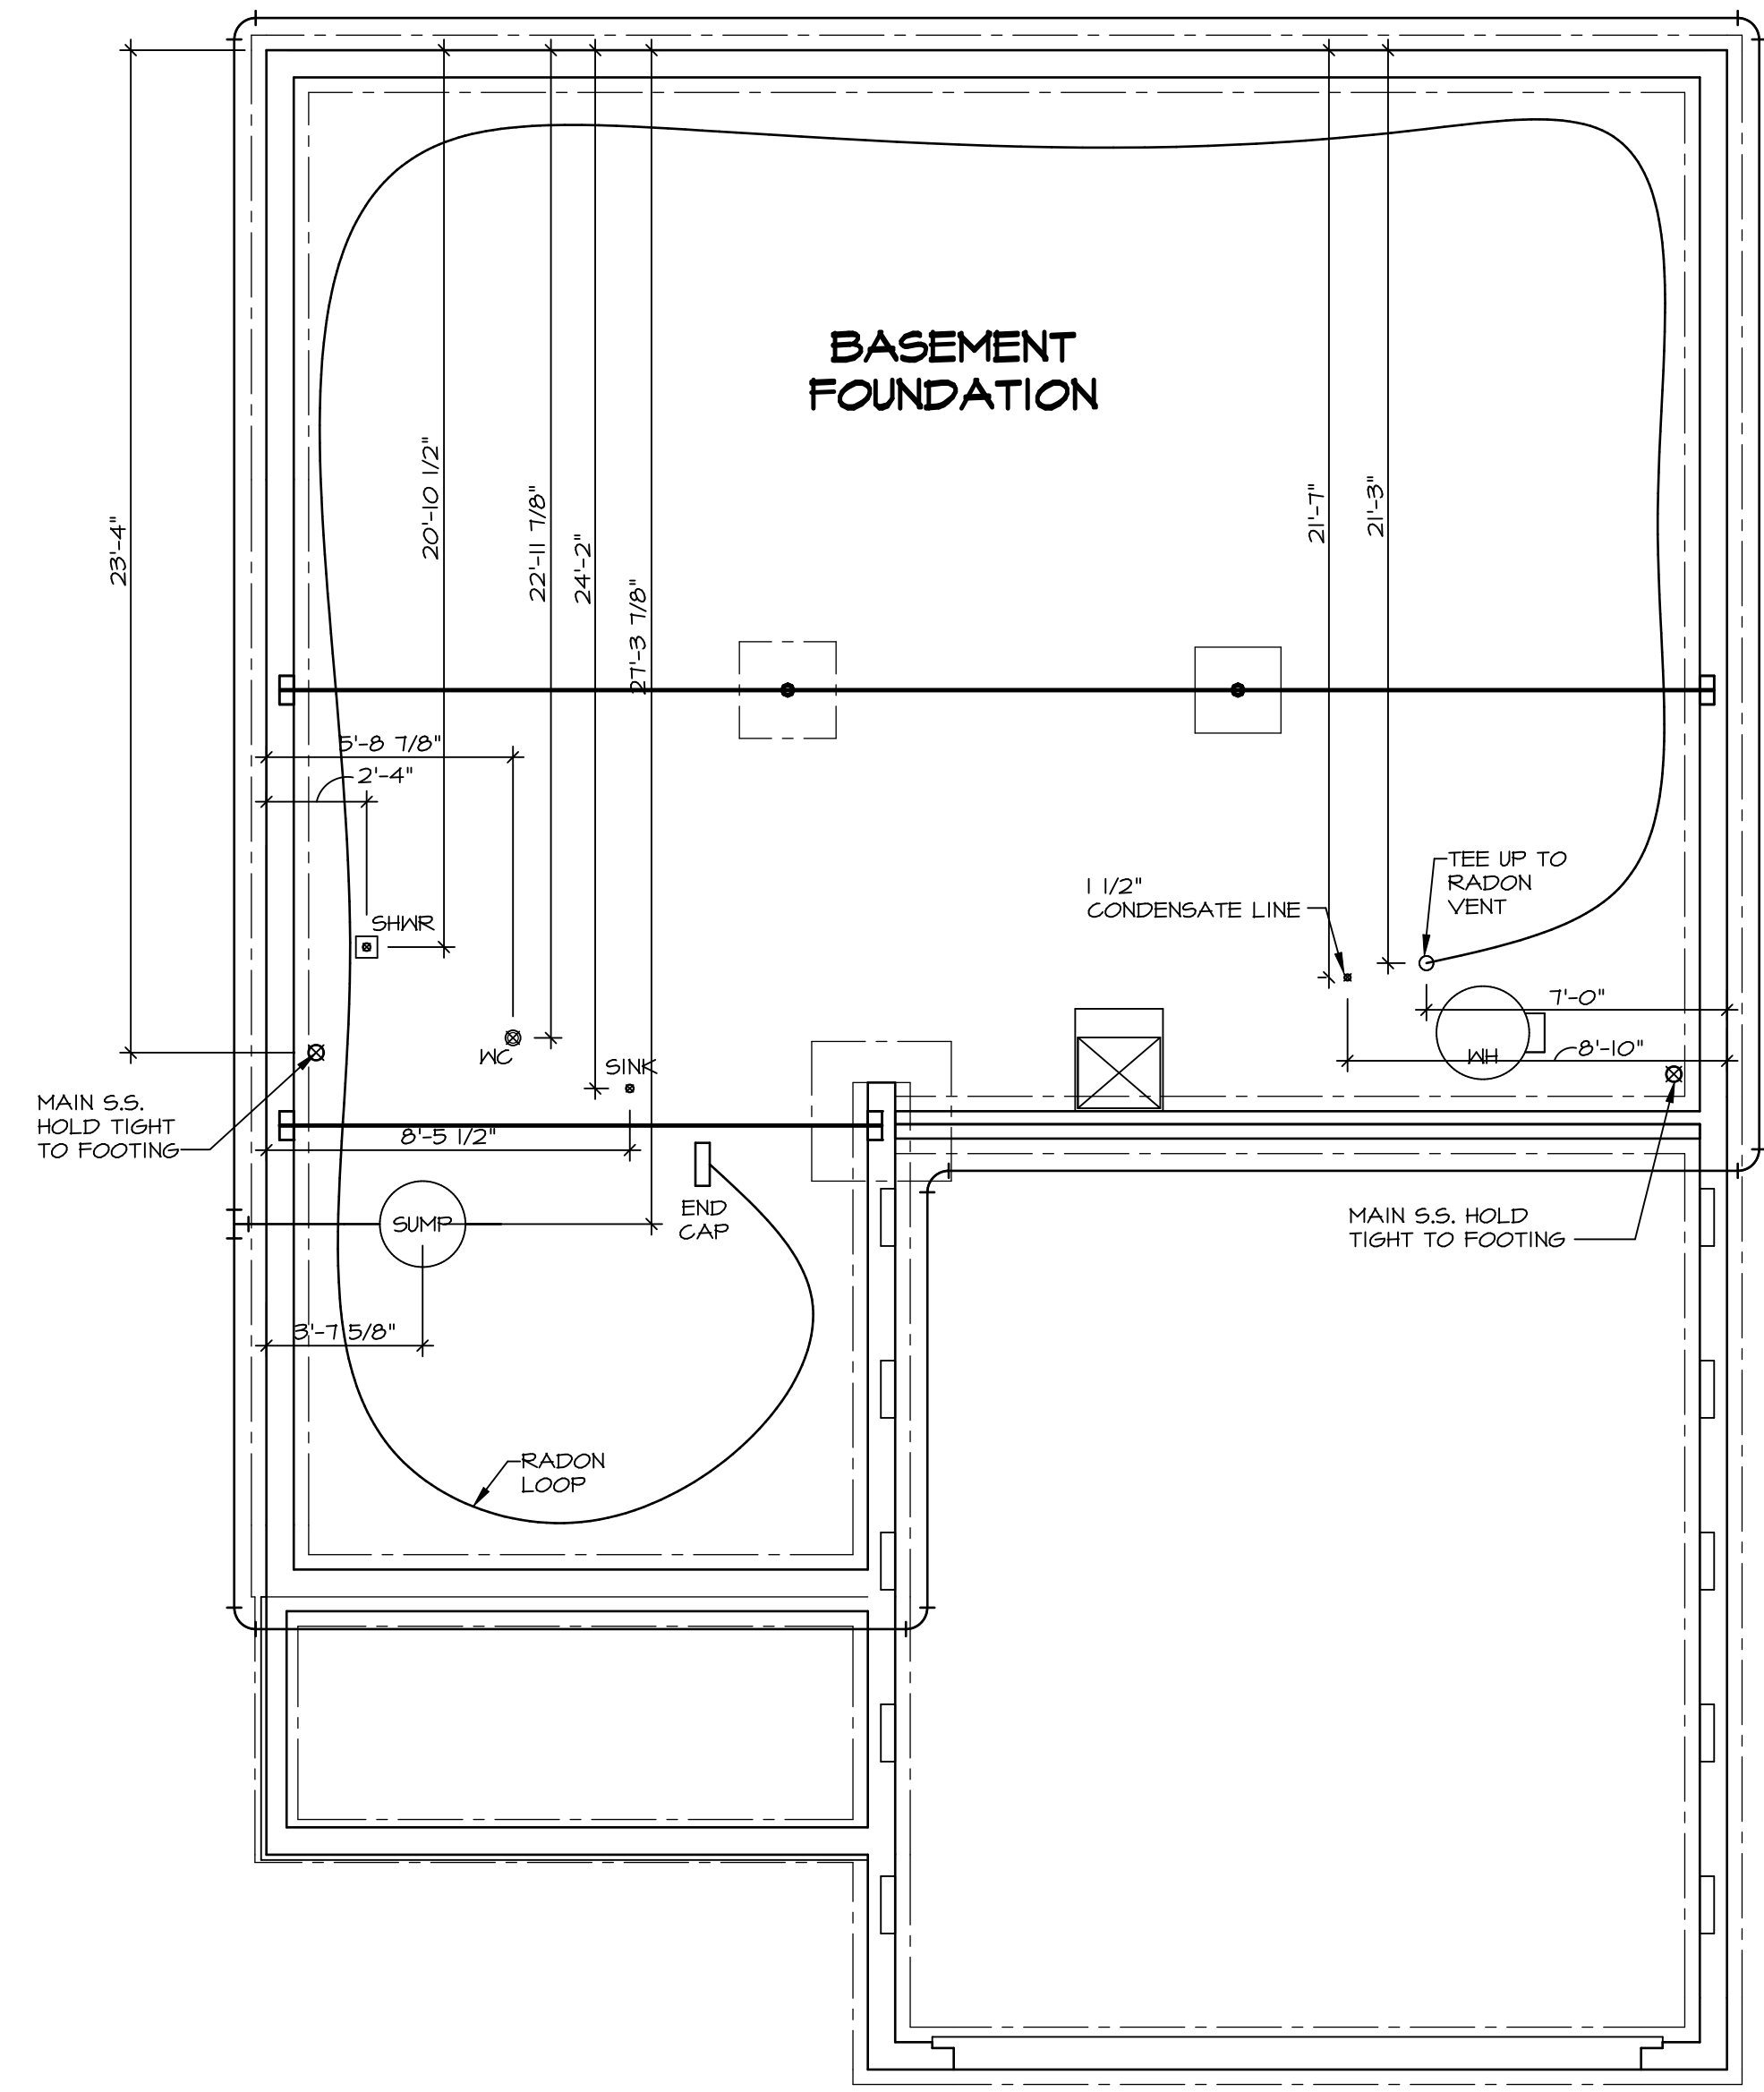 BASEMENT
FOUNDATION
23'-4"
20'-10 1/2"
22'-11 7/8"
24'-2"
27'-3 7/8"
21'-7"
21'-3"
5'-8 7/8"
2'-4"
SHWR
1 1/2"
CONDENSATE LINE
TEE UP TO
RADON
VENT
7'-0"
WC
SINK
WH
8'-10"
MAIN S.S.
HOLD TIGHT
TO FOOTING
8'-5 1/2"
END
CAP
SUMP
MAIN S.S. HOLD
TIGHT TO FOOTING
3'-7 5/8"
RADON
LOOP